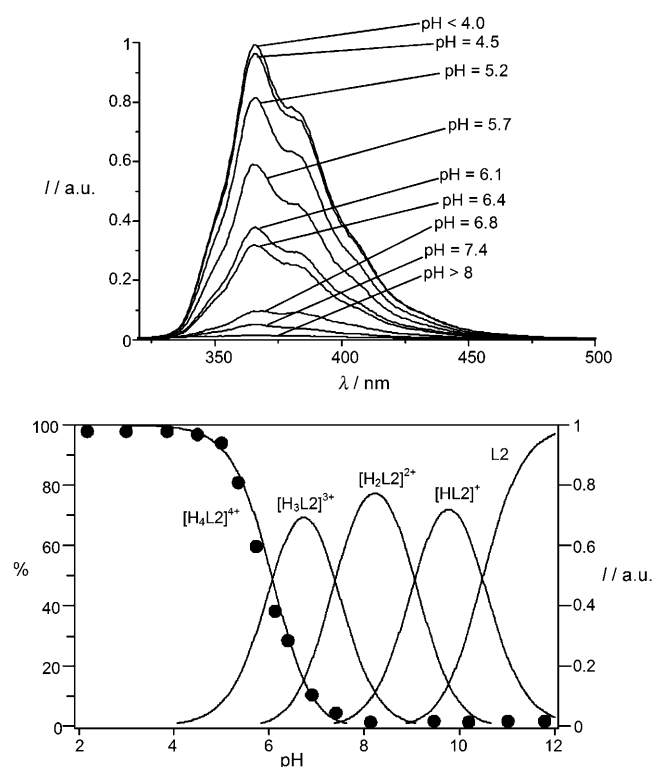 pH < 4.0
pH = 4.5
pH = 5.2
pH = 5.7
pH = 6.1
pH = 6.4
pH = 6.8
pH = 7.4
pH > 8
1
0.8
0.6
0.4
0.2
0
I / a.u.
350 400 450 500
λ / nm
100
80
60
40
20
0
%
[H₄L2]⁴⁺
[H₃L2]³⁺
[H₂L2]²⁺
[HL2]⁺
L2
1
0.8
0.6
0.4
0.2
0
I / a.u.
2 4 6 8 10 12
pH